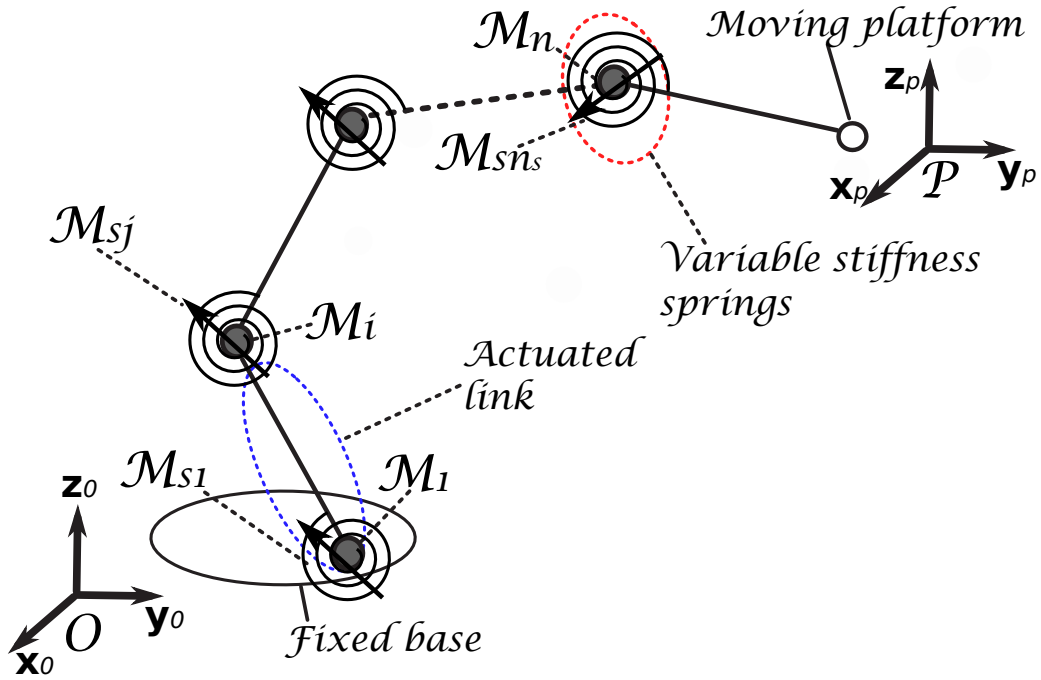 Moving platform
ℳn
zp
ℳsns
yp
xp
𝒫
ℳsj
Variable stiffness
springs
ℳi
Actuated
link
ℳs1
ℳ1
z0
y0
O
x0
Fixed base